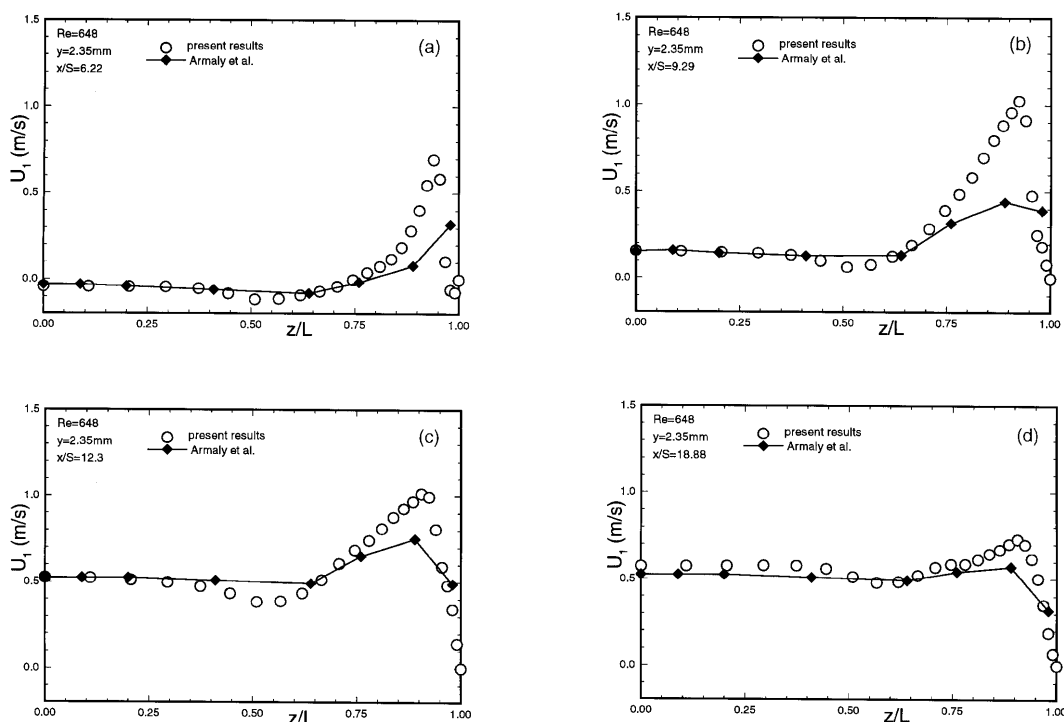 1.5
1.0
0.5
0.0
U1 (m/s)
Re=648
y=2.35mm
x/S=6.22
present results
Armaly et al.
(a)
0.00 0.25 0.50 0.75 1.00
z/L
1.5
1.0
0.5
0.0
U1 (m/s)
Re=648
y=2.35mm
x/S=9.29
present results
Armaly et al.
(b)
0.00 0.25 0.50 0.75 1.00
z/L
1.5
1.0
0.5
0.0
U1 (m/s)
Re=648
y=2.35mm
x/S=12.3
present results
Armaly et al.
(c)
0.00 0.25 0.50 0.75 1.00
z/L
1.5
1.0
0.5
0.0
U1 (m/s)
Re=648
y=2.35mm
x/S=18.88
present results
Armaly et al.
(d)
0.00 0.25 0.50 0.75 1.00
z/L